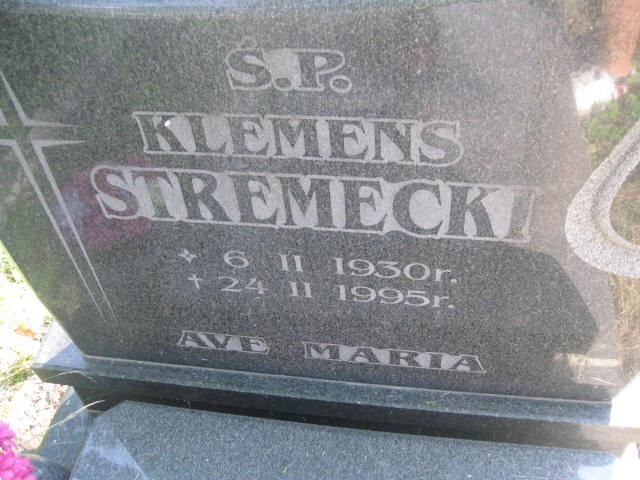 Ś.P.
KLEMENS
STREMECKI
6 II 1930r.
24 II 1995r.
AVE MARIA